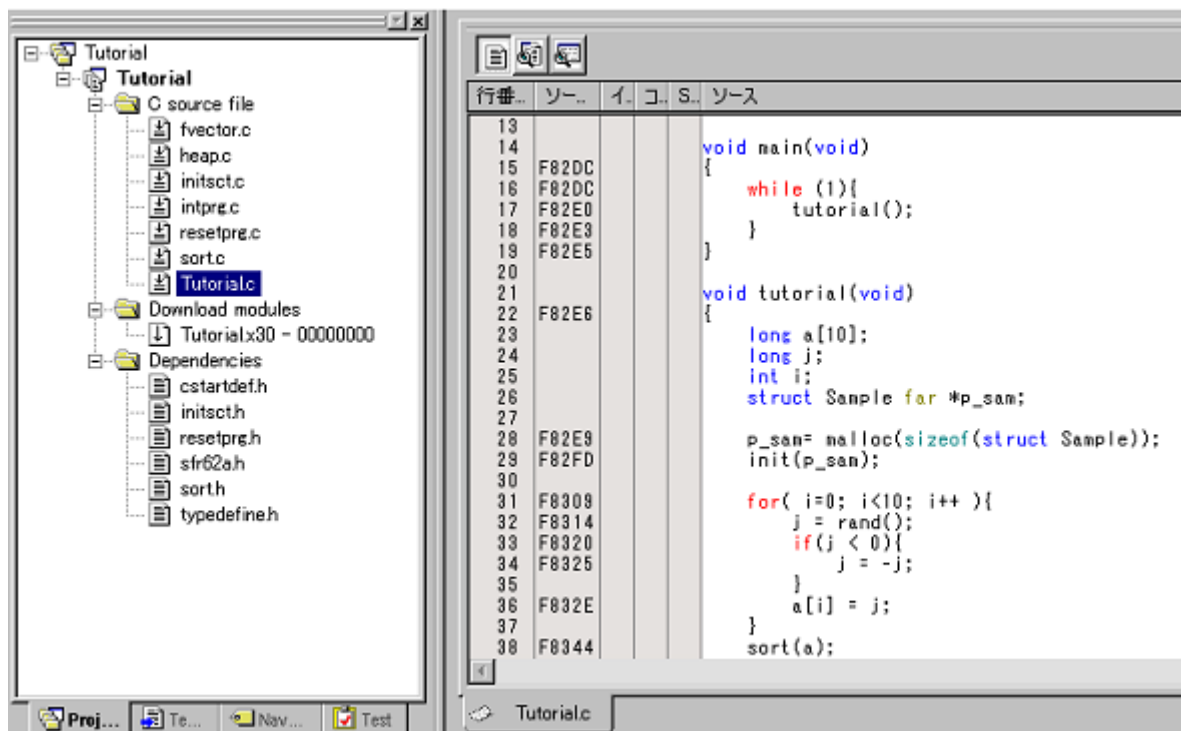 Tutorial
Tutorial
C source file
fvector.c
heap.c
initsct.c
intprg.c
resetprg.c
sort.c
Tutorial.c
Download modules
Tutorial.x30 - 00000000
Dependencies
cstartdef.h
initsct.h
resetprg.h
sfr62a.h
sort.h
typedefine.h
Proj... Te... Nav... Test
行番... ソー... イ.. コ.. S.. ソース
13
14 void main(void)
15 F82DC {
16 F82DC while (1){
17 F82E0 tutorial();
18 F82E3 }
19 F82E5 }
20
21 void tutorial(void)
22 F82E6 {
23 long a[10];
24 long j;
25 int i;
26 struct Sample far *p_sam;
27
28 F82E9 p_sam= malloc(sizeof(struct Sample));
29 F82FD init(p_sam);
30
31 F8309 for( i=0; i<10; i++ ){
32 F8314 j = rand();
33 F8320 if(j < 0){
34 F8325 j = -j;
35 }
36 F832E a[i] = j;
37 }
38 F8344 sort(a);
Tutorial.c